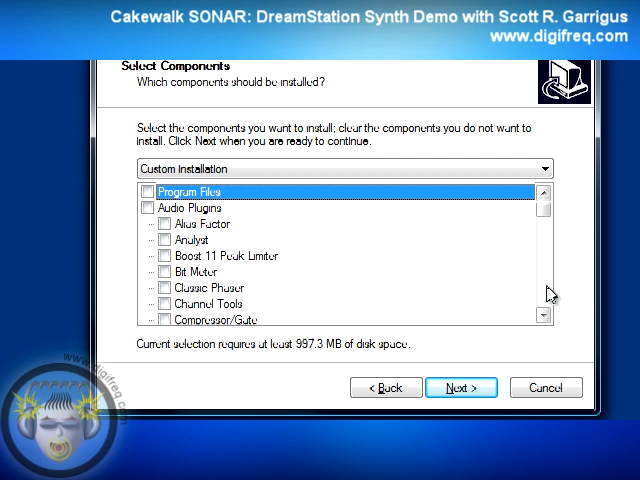 Cakewalk SONAR: DreamStation Synth Demo with Scott R. Garrigus
www.digifreq.com
Select Components
Which components should be installed?
Select the components you want to install; clear the components you do not want to
install. Click Next when you are ready to continue.
Custom Installation
Program Files
Audio Plugins
Alias Factor
Analyst
Boost 11 Peak Limiter
Bit Meter
Classic Phaser
Channel Tools
Compressor/Gate
Current selection requires at least 997.3 MB of disk space.
< Back
Next >
Cancel
www.digifreq.com